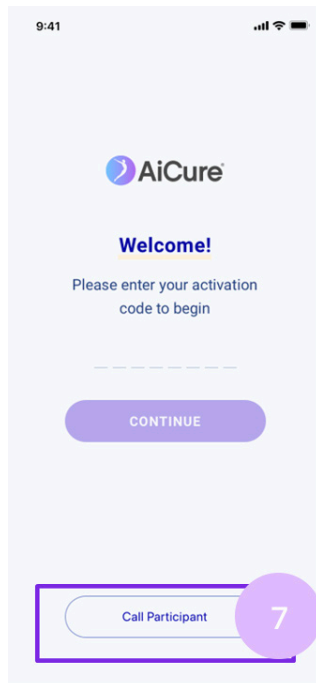 9:41
AiCure
Welcome!
Please enter your activation
code to begin
CONTINUE
Call Participant
7